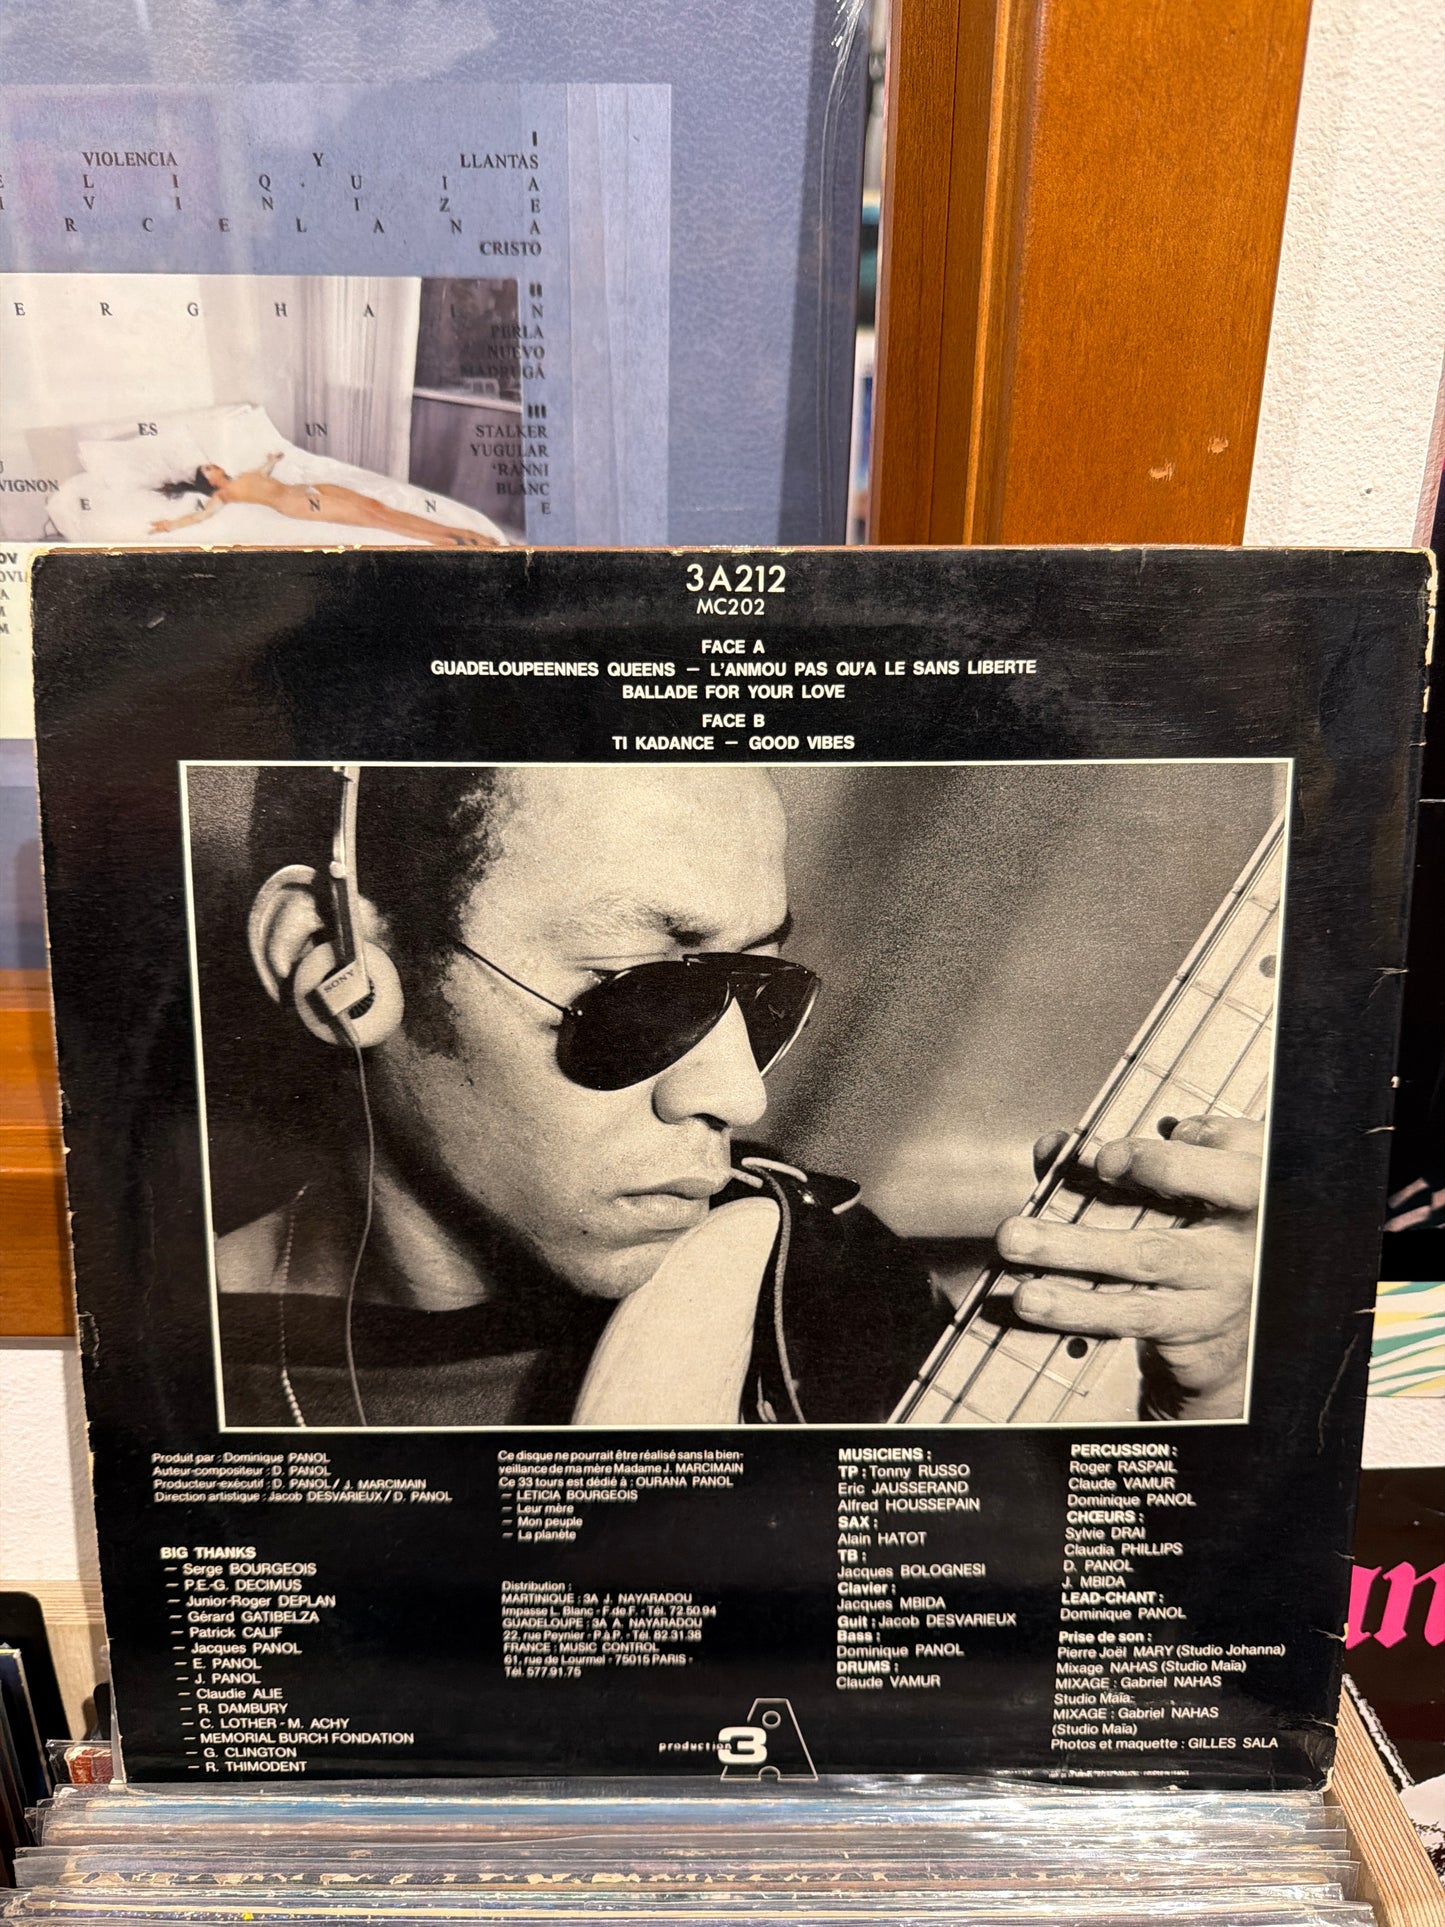 VIOLENCIA Y LLANTAS
L I Q . U I
V I N I Z
R C E L A N
I
S
A
E
A
CRISTO
E R G H A I
II
N
PERLA
NUEVO
MADRUGÁ
ES UN
VIGNON
E A N N
III
STALKER
YUGULAR
'RANNI
BLANC
E
3A212
MC202
FACE A
GUADELOUPEENNES QUEENS – L'ANMOU PAS QU'A LE SANS LIBERTE
BALLADE FOR YOUR LOVE
FACE B
TI KADANCE – GOOD VIBES
SONY
Produit par : Dominique PANOL
Auteur-compositeur : D. PANOL
Producteur-exécutif : D. PANOL / J. MARCIMAIN
Direction artistique : Jacob DESVARIEUX / D. PANOL
BIG THANKS
– Serge BOURGEOIS
– P.E.-G. DECIMUS
– Junior-Roger DEPLAN
– Gérard GATIBELZA
– Patrick CALIF
– Jacques PANOL
– E. PANOL
– J. PANOL
– Claudie ALIE
– R. DAMBURY
– C. LOTHER - M. ACHY
– MEMORIAL BURCH FONDATION
– G. CLINGTON
– R. THIMODENT
Ce disque ne pourrait être réalisé sans la bien-
veillance de ma mère Madame J. MARCIMAIN
Ce 33 tours est dédié à : OURANA PANOL
– LETICIA BOURGEOIS
– Leur mère
– Mon peuple
– La planète
Distribution :
MARTINIQUE : 3A J. NAYARADOU
Impasse L. Blanc - F. de F. - Tél. 72.50.94
GUADELOUPE : 3A A. NAYARADOU
22, rue Peynier - P. à P. - Tél. 82.31.38
FRANCE : MUSIC CONTROL
61, rue de Lourmel - 75015 PARIS -
Tél. 577.91.75
MUSICIENS :
TP : Tonny RUSSO
Eric JAUSSERAND
Alfred HOUSSEPAIN
SAX :
Alain HATOT
TB :
Jacques BOLOGNESI
Clavier :
Jacques MBIDA
Guit : Jacob DESVARIEUX
Bass :
Dominique PANOL
DRUMS :
Claude VAMUR
PERCUSSION :
Roger RASPAIL
Claude VAMUR
Dominique PANOL
CHŒURS :
Sylvie DRAI
Claudia PHILLIPS
D. PANOL
J. MBIDA
LEAD-CHANT :
Dominique PANOL
Prise de son :
Pierre Joël MARY (Studio Johanna)
Mixage NAHAS (Studio Maïa)
MIXAGE : Gabriel NAHAS
Studio Maïa:
MIXAGE : Gabriel NAHAS
(Studio Maïa)
Photos et maquette : GILLES SALA
production 3A